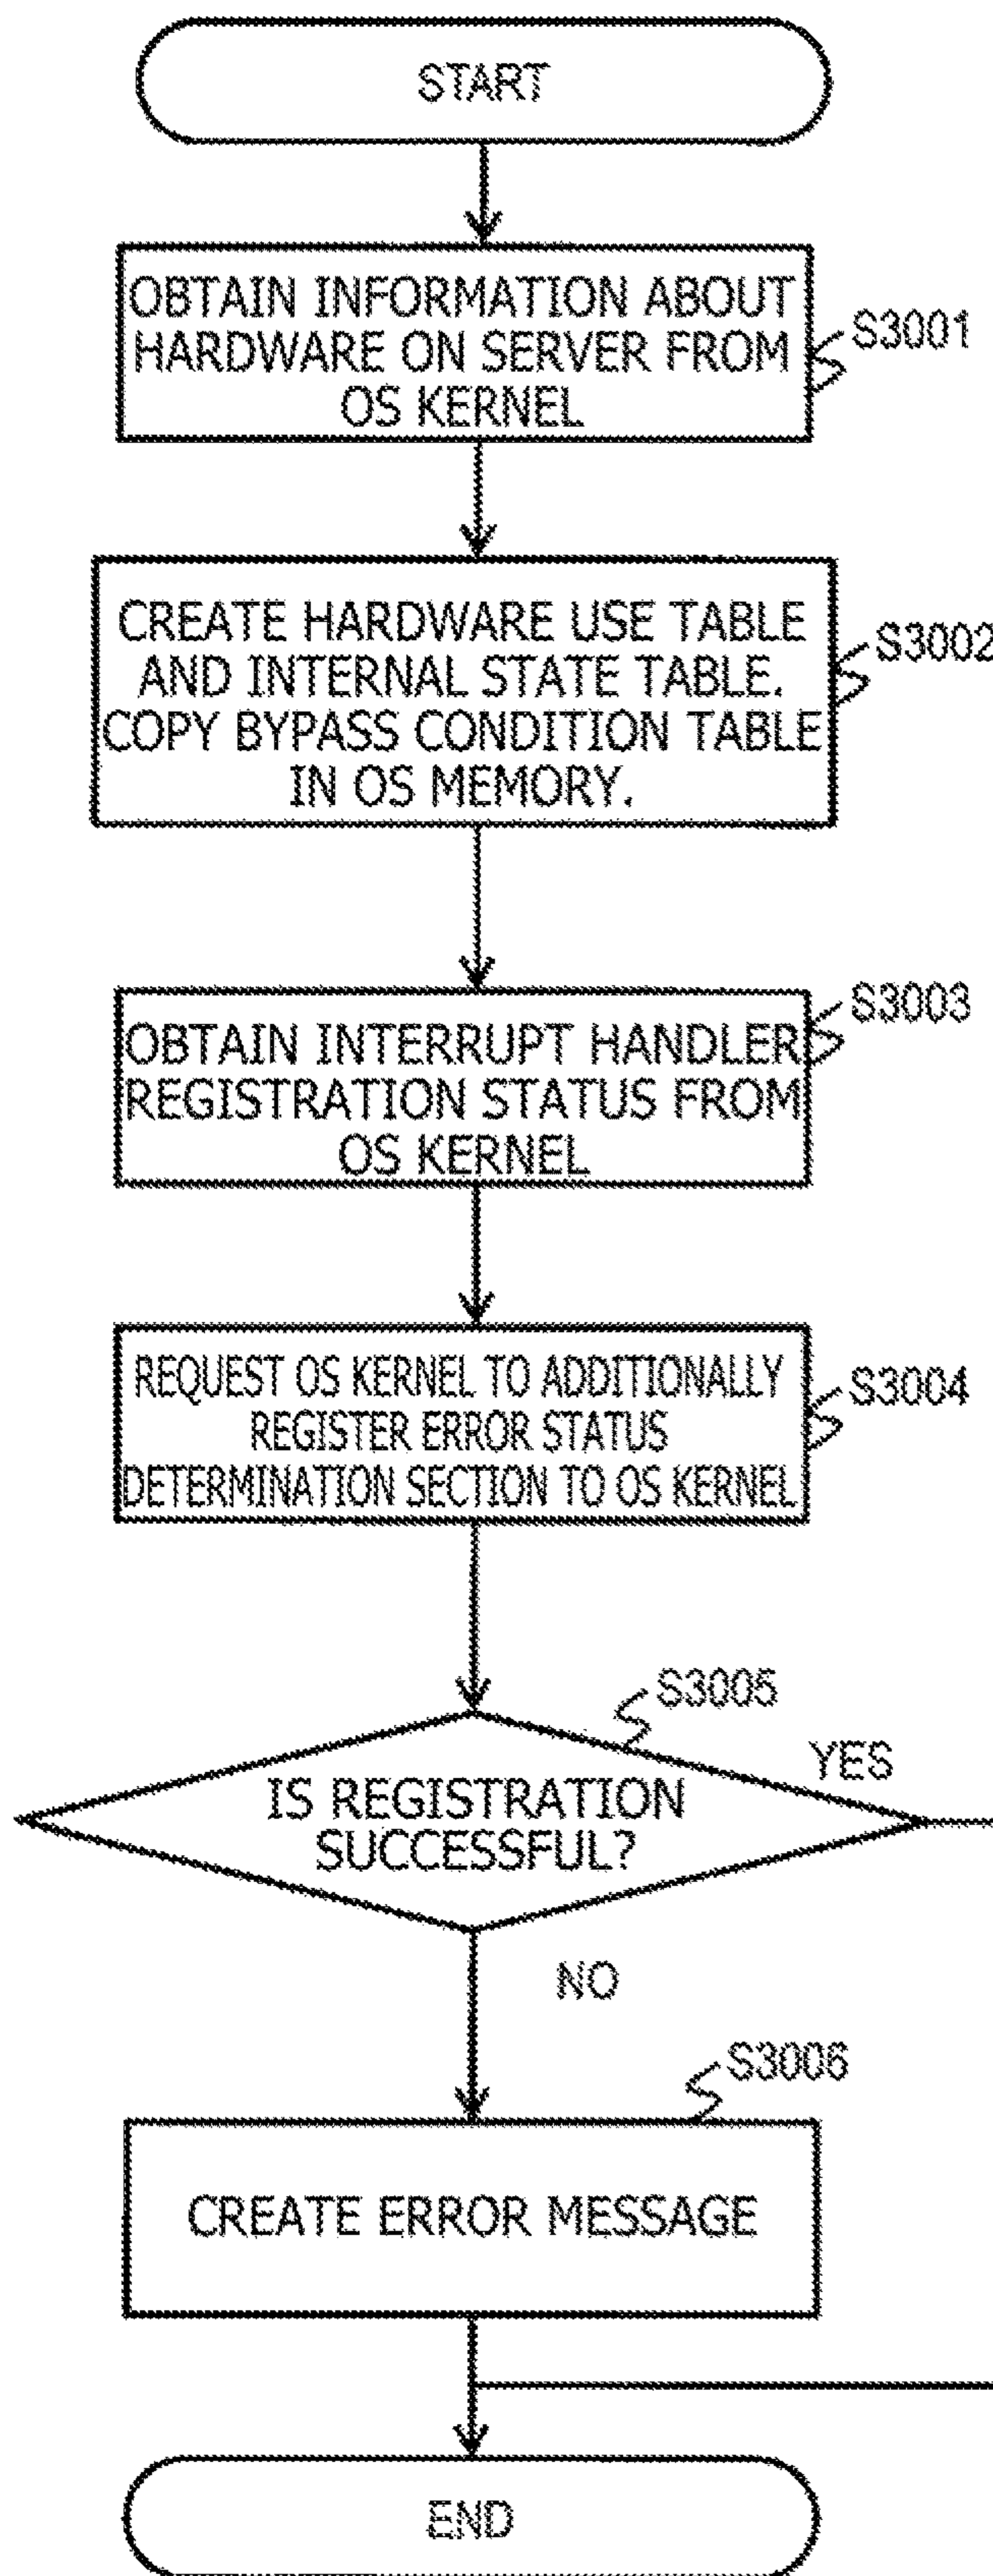 START
OBTAIN INFORMATION ABOUT
HARDWARE ON SERVER FROM
OS KERNEL
S3001
CREATE HARDWARE USE TABLE
AND INTERNAL STATE TABLE.
COPY BYPASS CONDITION TABLE
IN OS MEMORY.
S3002
OBTAIN INTERRUPT HANDLER
REGISTRATION STATUS FROM
OS KERNEL
S3003
REQUEST OS KERNEL TO ADDITIONALLY
REGISTER ERROR STATUS
DETERMINATION SECTION TO OS KERNEL
S3004
S3005
IS REGISTRATION
SUCCESSFUL?
YES
NO
S3006
CREATE ERROR MESSAGE
END